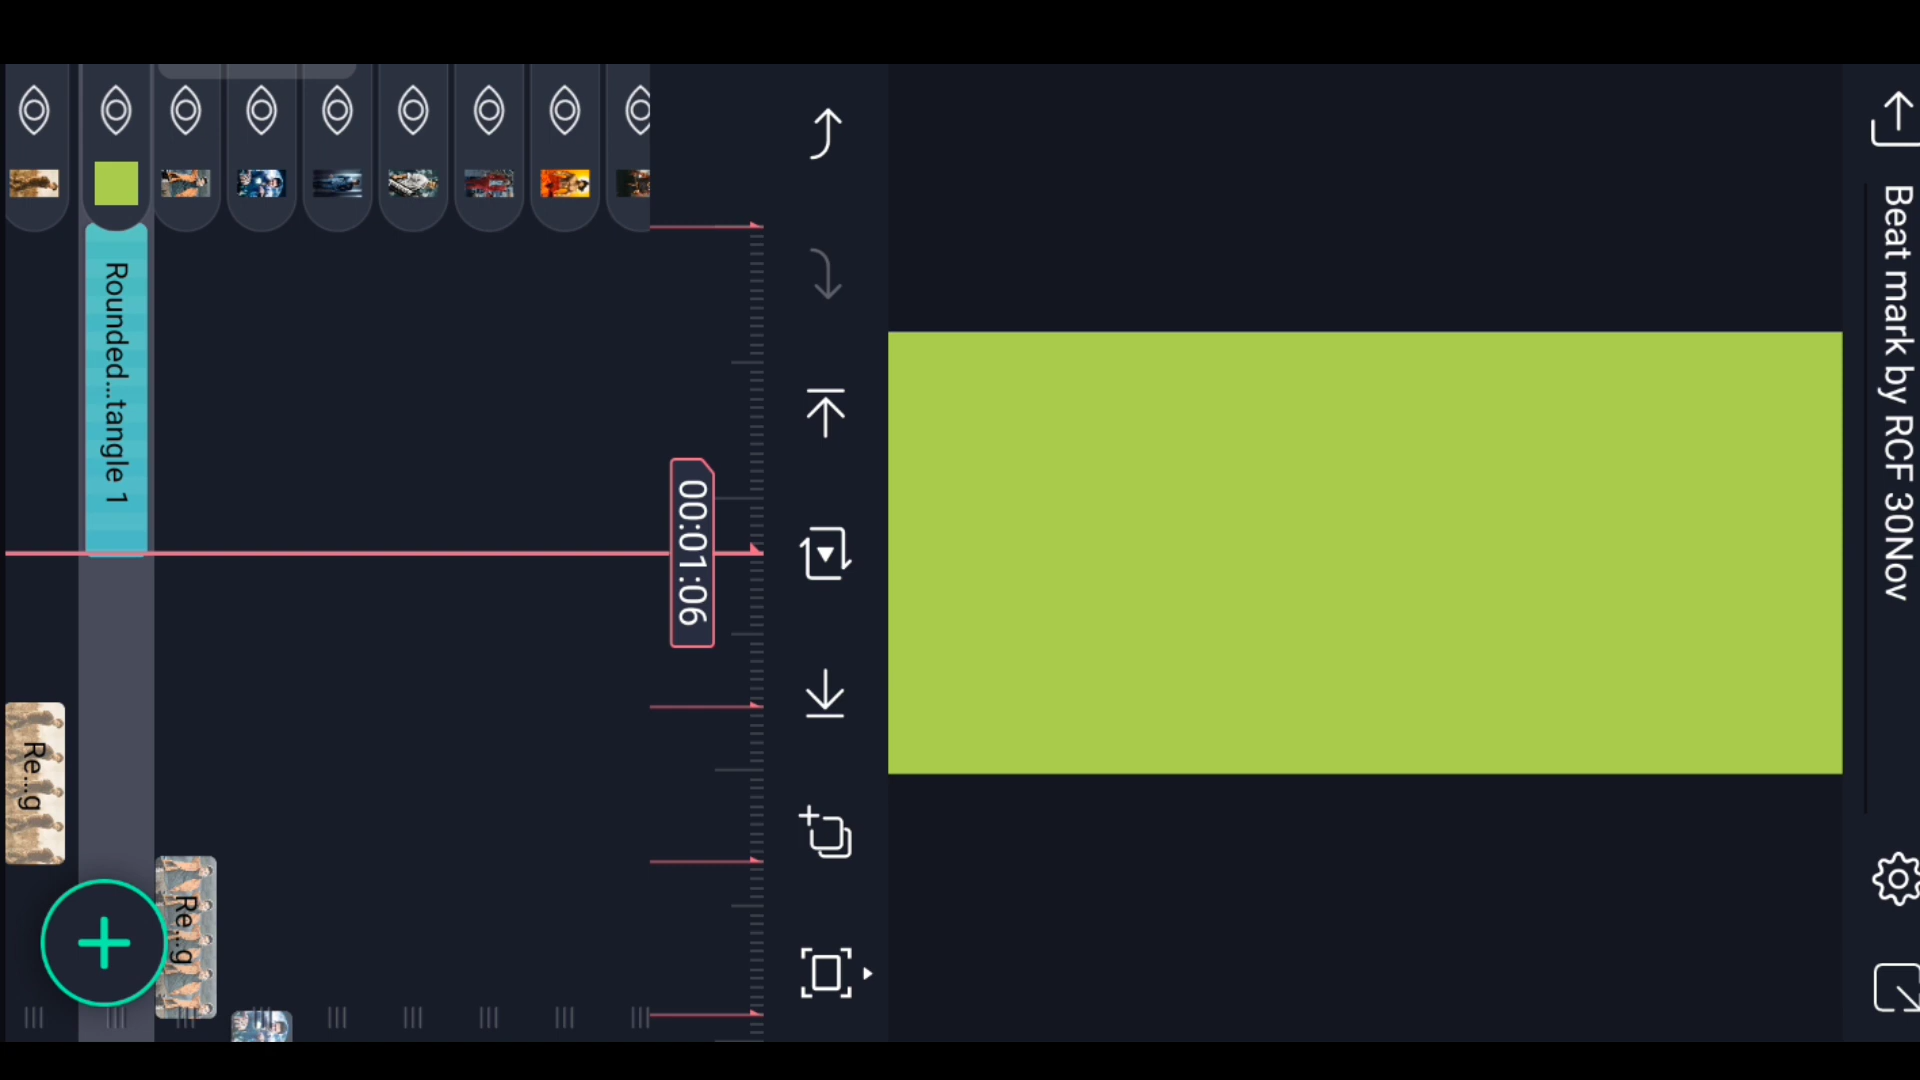 Beat mark by RCF 30Nov
00:01:06
Rounded...tangle 1
Re...g
Re...g